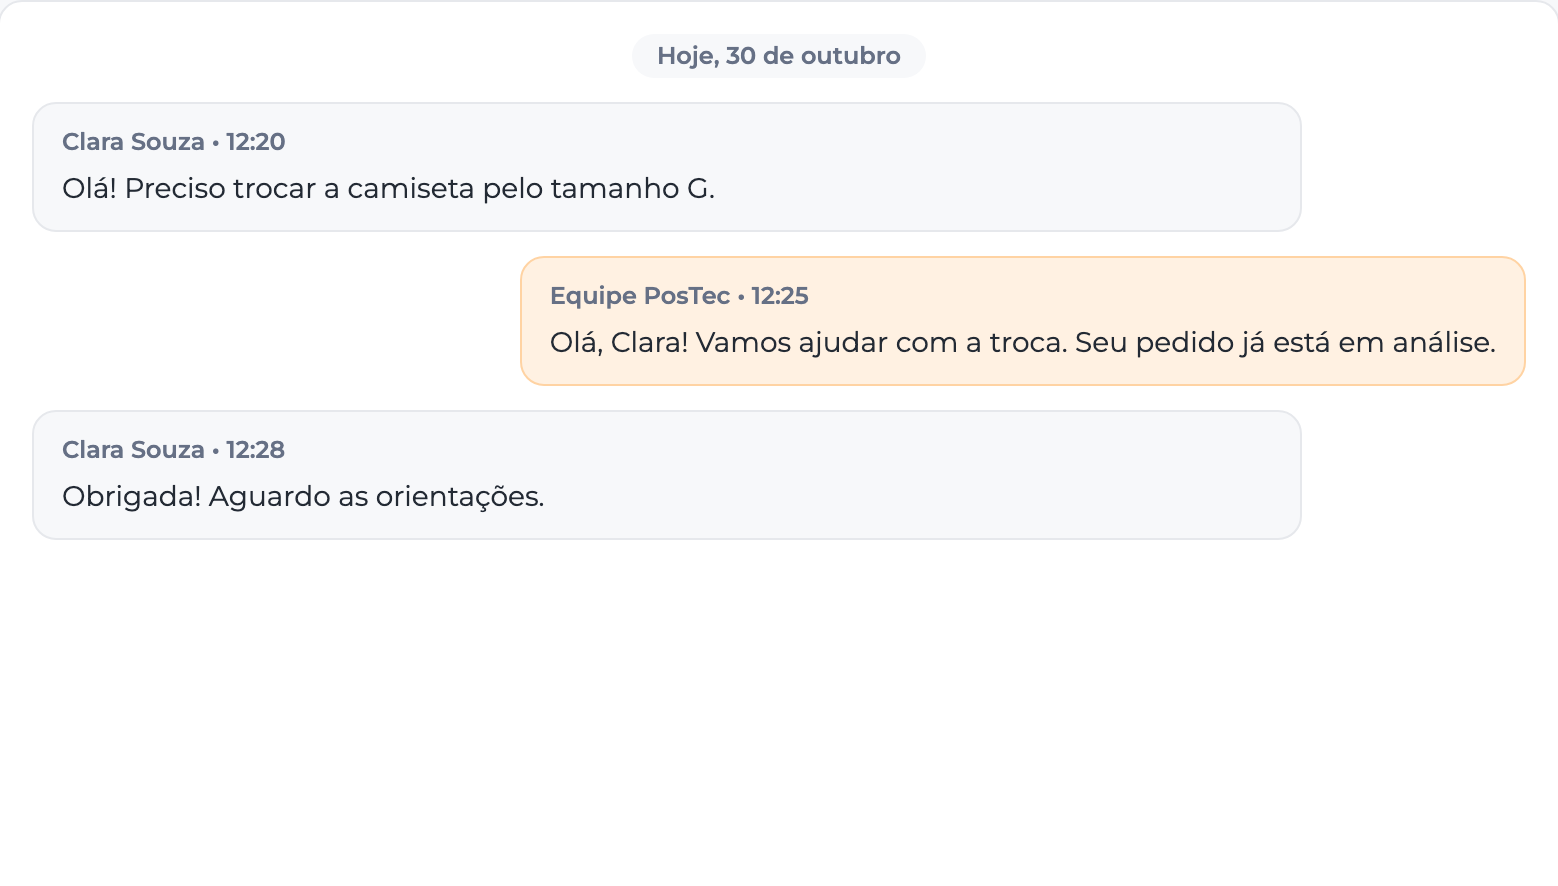 Hoje, 30 de outubro
Clara Souza • 12:20
Olá! Preciso trocar a camiseta pelo tamanho G.
Equipe PosTec • 12:25
Olá, Clara! Vamos ajudar com a troca. Seu pedido já está em análise.
Clara Souza • 12:28
Obrigada! Aguardo as orientações.